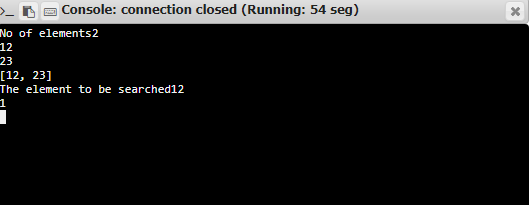 >_ Console: connection closed (Running: 54 seg)
No of elements2
12
23
[12, 23]
The element to be searched12
1